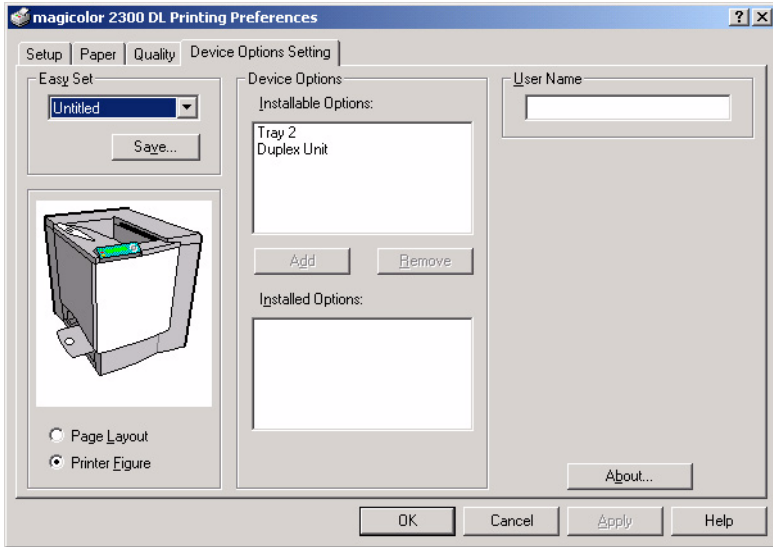 magicolor 2300 DL Printing Preferences
Setup Paper Quality Device Options Setting
Easy Set
Untitled
Save...
Page Layout
Printer Figure
Device Options
Installable Options:
Tray 2
Duplex Unit
Add Remove
Installed Options:
User Name
About...
OK Cancel Apply Help